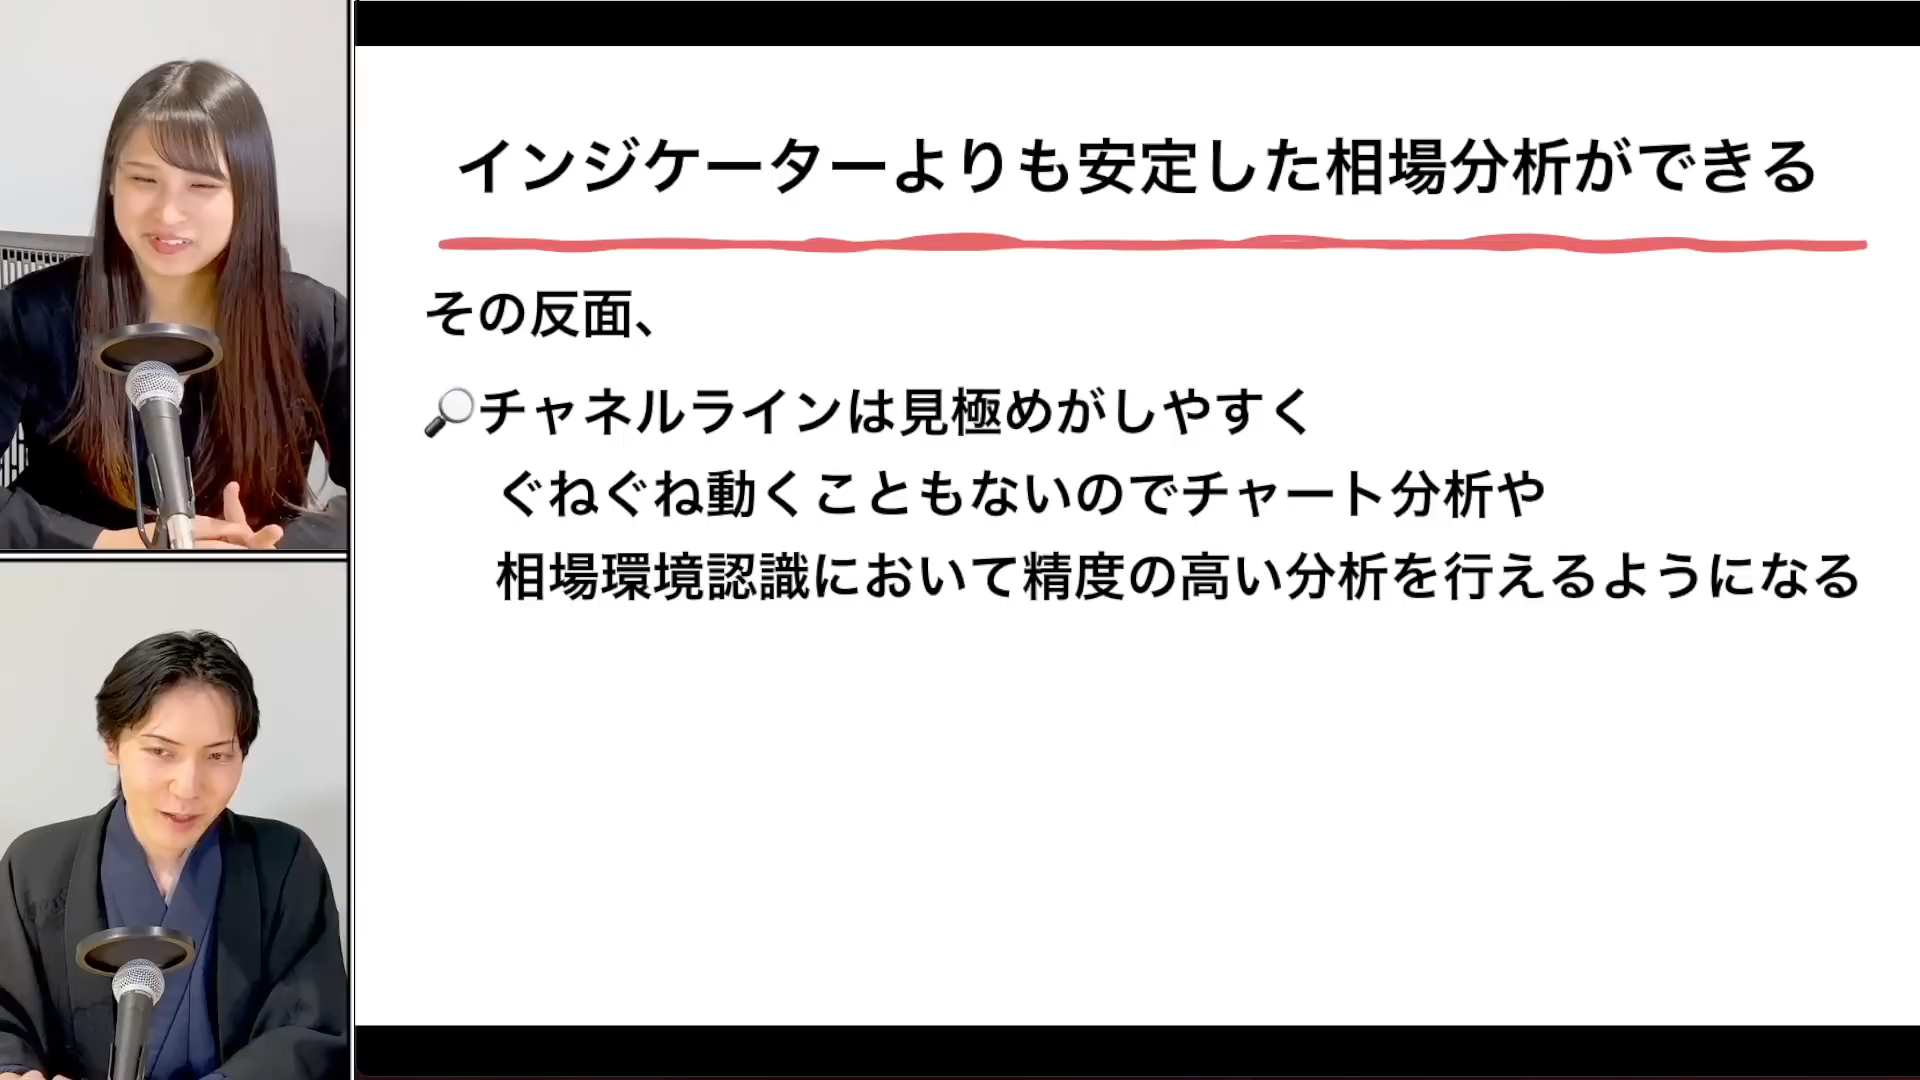 インジケーターよりも安定した相場分析ができる
その反面、
チャネルラインは見極めがしやすく
ぐねぐね動くこともないのでチャート分析や
相場環境認識において精度の高い分析を行えるようになる